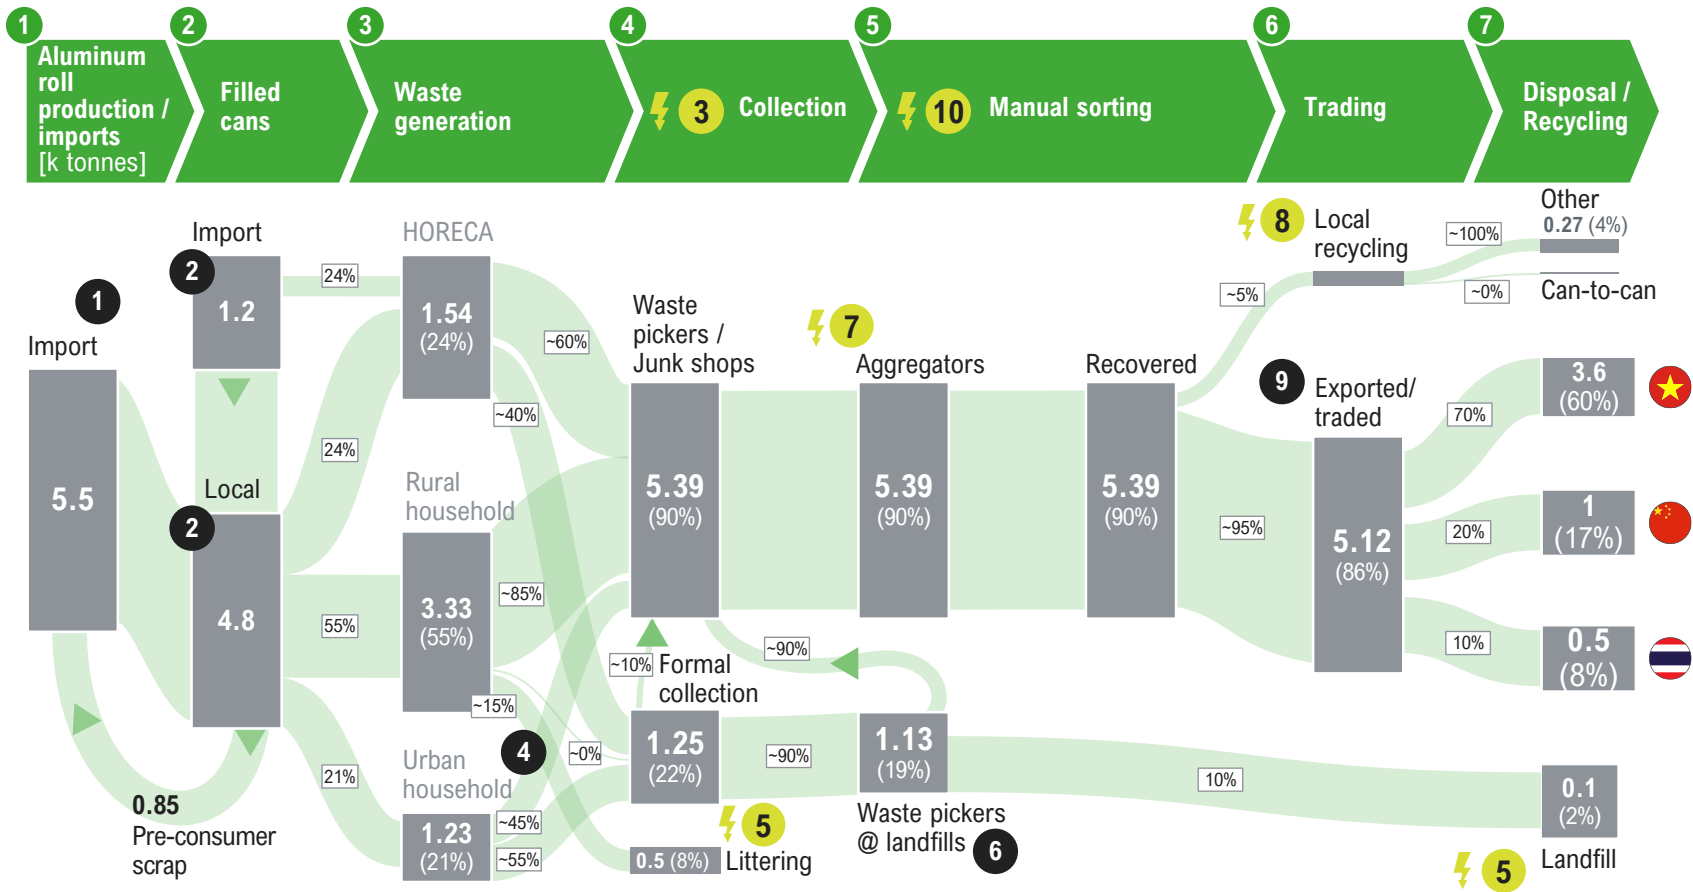 1
2
3
4
5
6
7
Aluminum
roll
production /
imports
[k tonnes]
Filled
cans
Waste
generation
3
Collection
10
Manual sorting
Trading
Disposal /
Recycling
1
Import
5.5
0.85
Pre-consumer
scrap
Import
2
1.2
Local
2
4.8
24%
24%
55%
21%
HORECA
1.54
(24%)
Rural
household
3.33
(55%)
Urban
household
1.23
(21%)
~60%
~40%
~85%
~15%
~0%
~45%
~55%
4
Waste
pickers /
Junk shops
5.39
(90%)
~10%
Formal
collection
1.25
(22%)
5
0.5 (8%)
Littering
7
Aggregators
5.39
(90%)
~90%
~90%
1.13
(19%)
Waste pickers
@ landfills
6
Recovered
5.39
(90%)
~5%
~95%
10%
8
Local
recycling
9
Exported/
traded
5.12
(86%)
~100%
~0%
70%
20%
10%
Other
0.27 (4%)
Can-to-can
3.6
(60%)
1
(17%)
0.5
(8%)
0.1
(2%)
5
Landfill